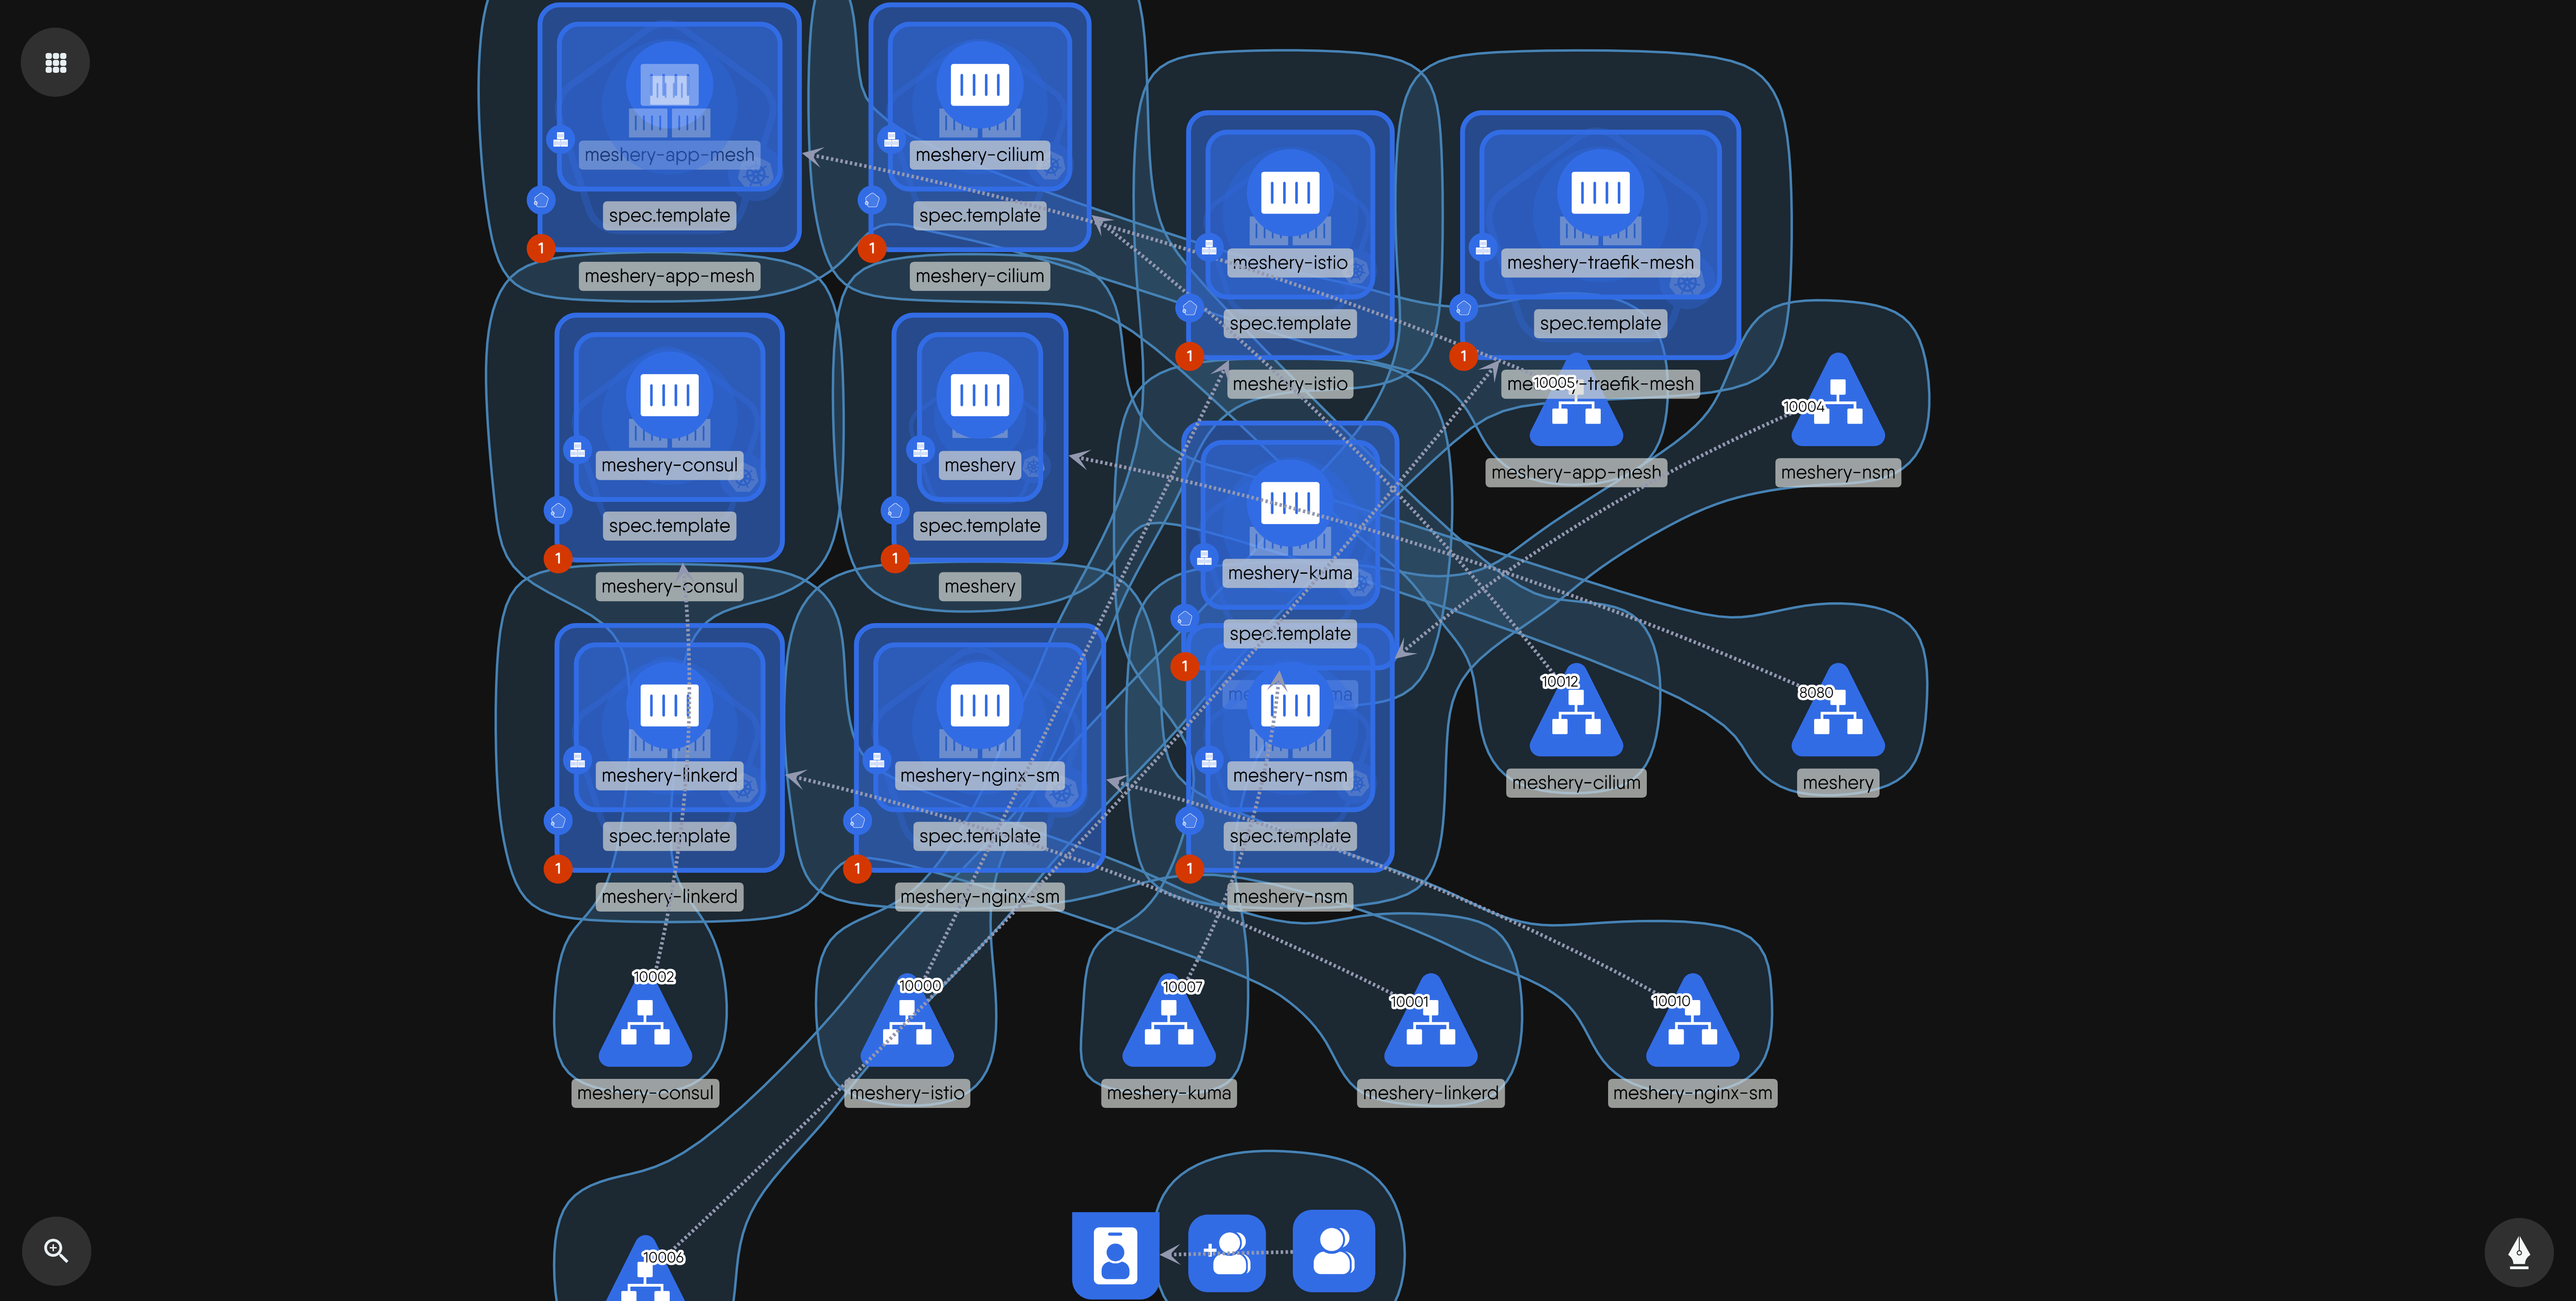 meshery-app-mesh
spec.template
1
meshery-app-mesh
meshery-cilium
spec.template
1
meshery-cilium
meshery-istio
spec.template
1
meshery-istio
meshery-traefik-mesh
spec.template
1
-traefik-mesh
10005
meshery-app-mesh
10004
meshery-nsm
meshery-consul
spec.template
1
meshery-consul
meshery
spec.template
1
meshery
meshery-kuma
spec.template
1
meshery-linkerd
spec.template
1
meshery-linkerd
meshery-nginx-sm
spec.template
1
meshery-nginx-sm
meshery-nsm
spec.template
1
meshery-nsm
10012
meshery-cilium
8080
meshery
10002
meshery-consul
10000
meshery-istio
10007
meshery-kuma
10001
meshery-linkerd
10010
meshery-nginx-sm
10006